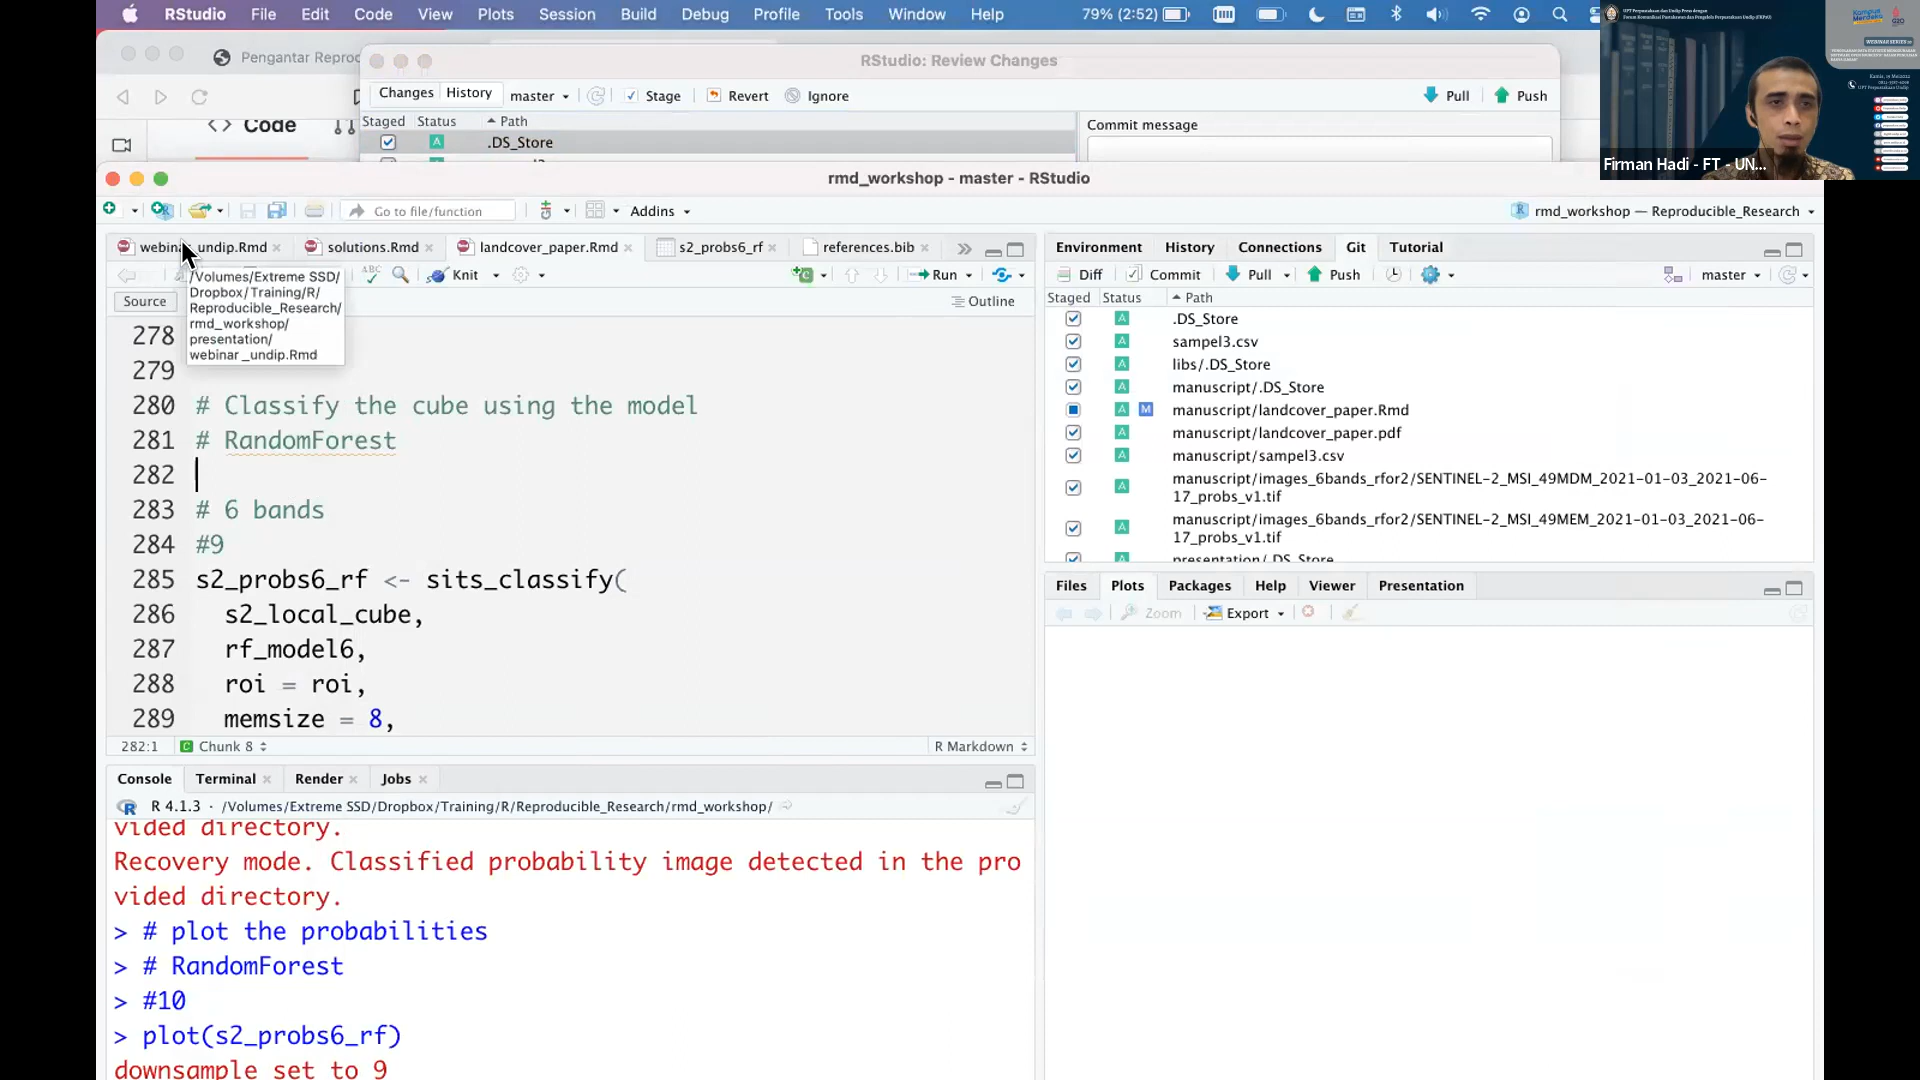 RStudio File Edit Code View Plots Session Build Debug Profile Tools Window Help 79% (2:52)
Pengantar Reproc
RStudio: Review Changes
Changes History master Stage Revert Ignore Pull Push
<> Code
Staged Status Path
Commit message
.DS_Store
Firman Hadi - FT - UN...
rmd_workshop - master - RStudio
Go to file/function Addins rmd_workshop — Reproducible_Research
webinar_undip.Rmd solutions.Rmd landcover_paper.Rmd s2_probs6_rf references.bib
ABC Knit Run
Source Outline
/Volumes/Extreme SSD/
Dropbox/Training/R/
Reproducible_Research/
rmd_workshop/
presentation/
webinar_undip.Rmd
278
279
280 # Classify the cube using the model
281 # RandomForest
282
283 # 6 bands
284 #9
285 s2_probs6_rf <- sits_classify(
286 s2_local_cube,
287 rf_model6,
288 roi = roi,
289 memsize = 8,
282:1 Chunk 8 R Markdown
Console Terminal Render Jobs
R 4.1.3 · /Volumes/Extreme SSD/Dropbox/Training/R/Reproducible_Research/rmd_workshop/
vided directory.
Recovery mode. Classified probability image detected in the pro
vided directory.
> # plot the probabilities
> # RandomForest
> #10
> plot(s2_probs6_rf)
downsample set to 9
Environment History Connections Git Tutorial
Diff Commit Pull Push master
Staged Status Path
A .DS_Store
A sampel3.csv
A libs/.DS_Store
A manuscript/.DS_Store
A M manuscript/landcover_paper.Rmd
A manuscript/landcover_paper.pdf
A manuscript/sampel3.csv
A manuscript/images_6bands_rfor2/SENTINEL-2_MSI_49MDM_2021-01-03_2021-06-
17_probs_v1.tif
A manuscript/images_6bands_rfor2/SENTINEL-2_MSI_49MEM_2021-01-03_2021-06-
17_probs_v1.tif
A presentation/.DS_Store
Files Plots Packages Help Viewer Presentation
Zoom Export